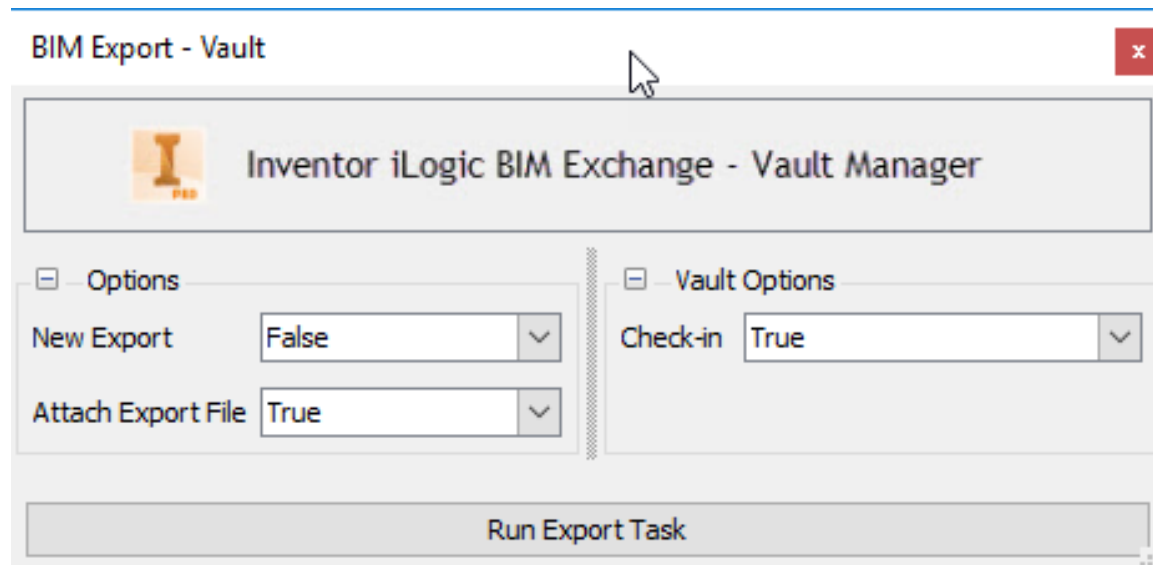 BIM Export - Vault
x
I
PRO
Inventor iLogic BIM Exchange - Vault Manager
Options
Vault Options
New Export False
Check-in True
Attach Export File True
Run Export Task